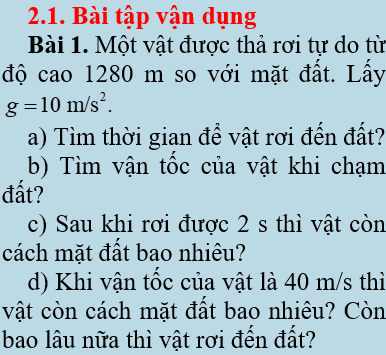 2.1. Bài tập vận dụng
Bài 1. Một vật được thả rơi tự do từ
độ cao 1280 m so với mặt đất. Lấy
g = 10 m/s².
a) Tìm thời gian để vật rơi đến đất?
b) Tìm vận tốc của vật khi chạm
đất?
c) Sau khi rơi được 2 s thì vật còn
cách mặt đất bao nhiêu?
d) Khi vận tốc của vật là 40 m/s thì
vật còn cách mặt đất bao nhiêu? Còn
bao lâu nữa thì vật rơi đến đất?